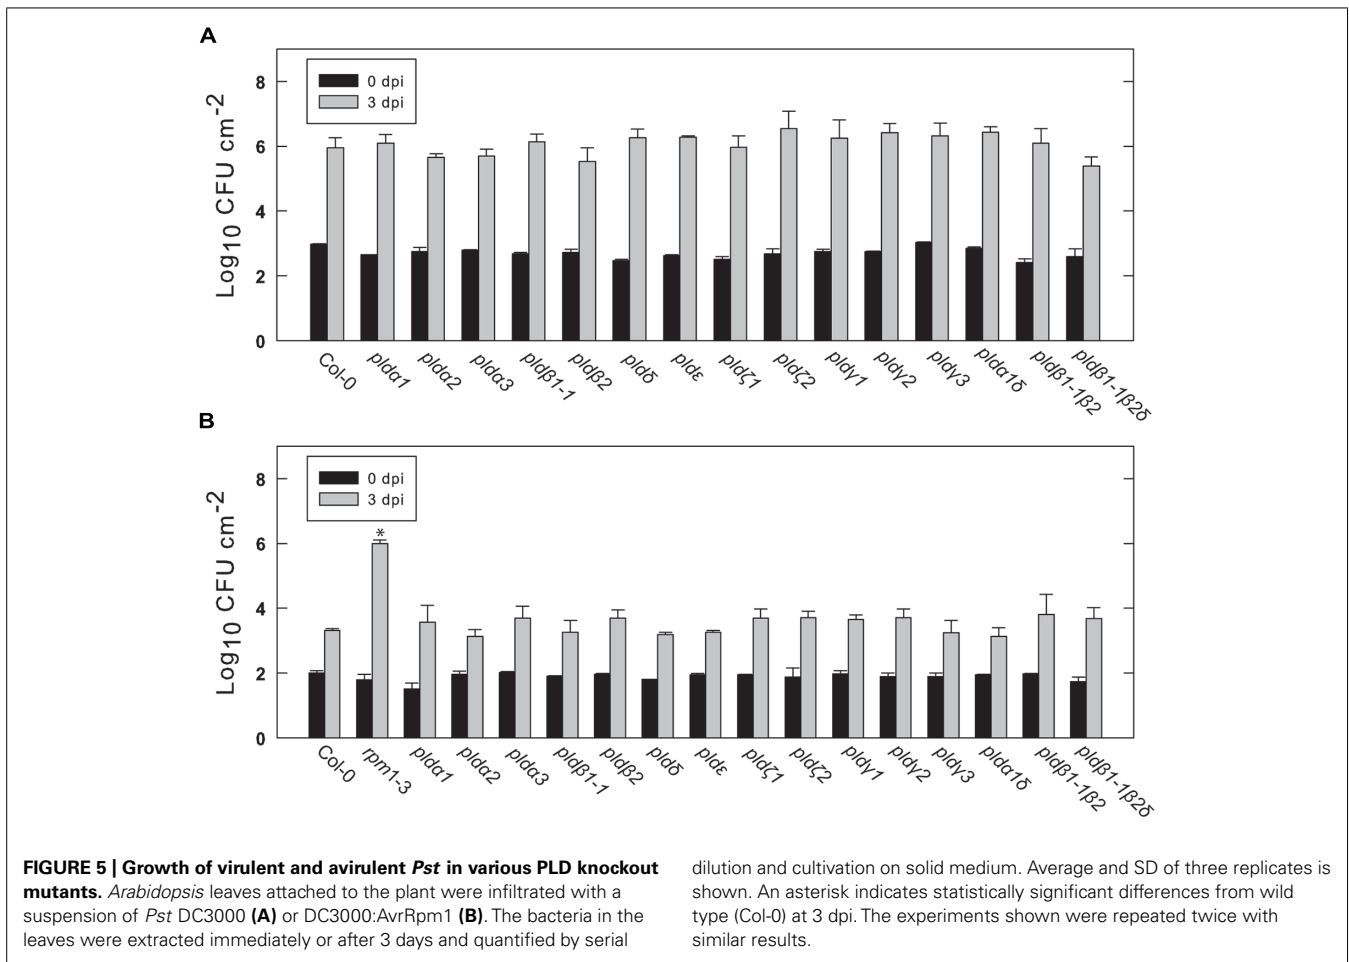 A
Log10 CFU cm-2
8
6
4
2
0
0 dpi
3 dpi
Col-0
pldα1
pldα2
pldα3
pldβ1-1
pldβ2
pldδ
pldε
pldζ1
pldζ2
pldγ1
pldγ2
pldγ3
pldα1δ
pldβ1-1β2
pldβ1-1β2δ
B
Log10 CFU cm-2
8
6
4
2
0
0 dpi
3 dpi
*
Col-0
rpm1-3
pldα1
pldα2
pldα3
pldβ1-1
pldβ2
pldδ
pldε
pldζ1
pldζ2
pldγ1
pldγ2
pldγ3
pldα1δ
pldβ1-1β2
pldβ1-1β2δ
FIGURE 5 | Growth of virulent and avirulent Pst in various PLD knockout
mutants. Arabidopsis leaves attached to the plant were infiltrated with a
suspension of Pst DC3000 (A) or DC3000:AvrRpm1 (B). The bacteria in the
leaves were extracted immediately or after 3 days and quantified by serial
dilution and cultivation on solid medium. Average and SD of three replicates is
shown. An asterisk indicates statistically significant differences from wild
type (Col-0) at 3 dpi. The experiments shown were repeated twice with
similar results.